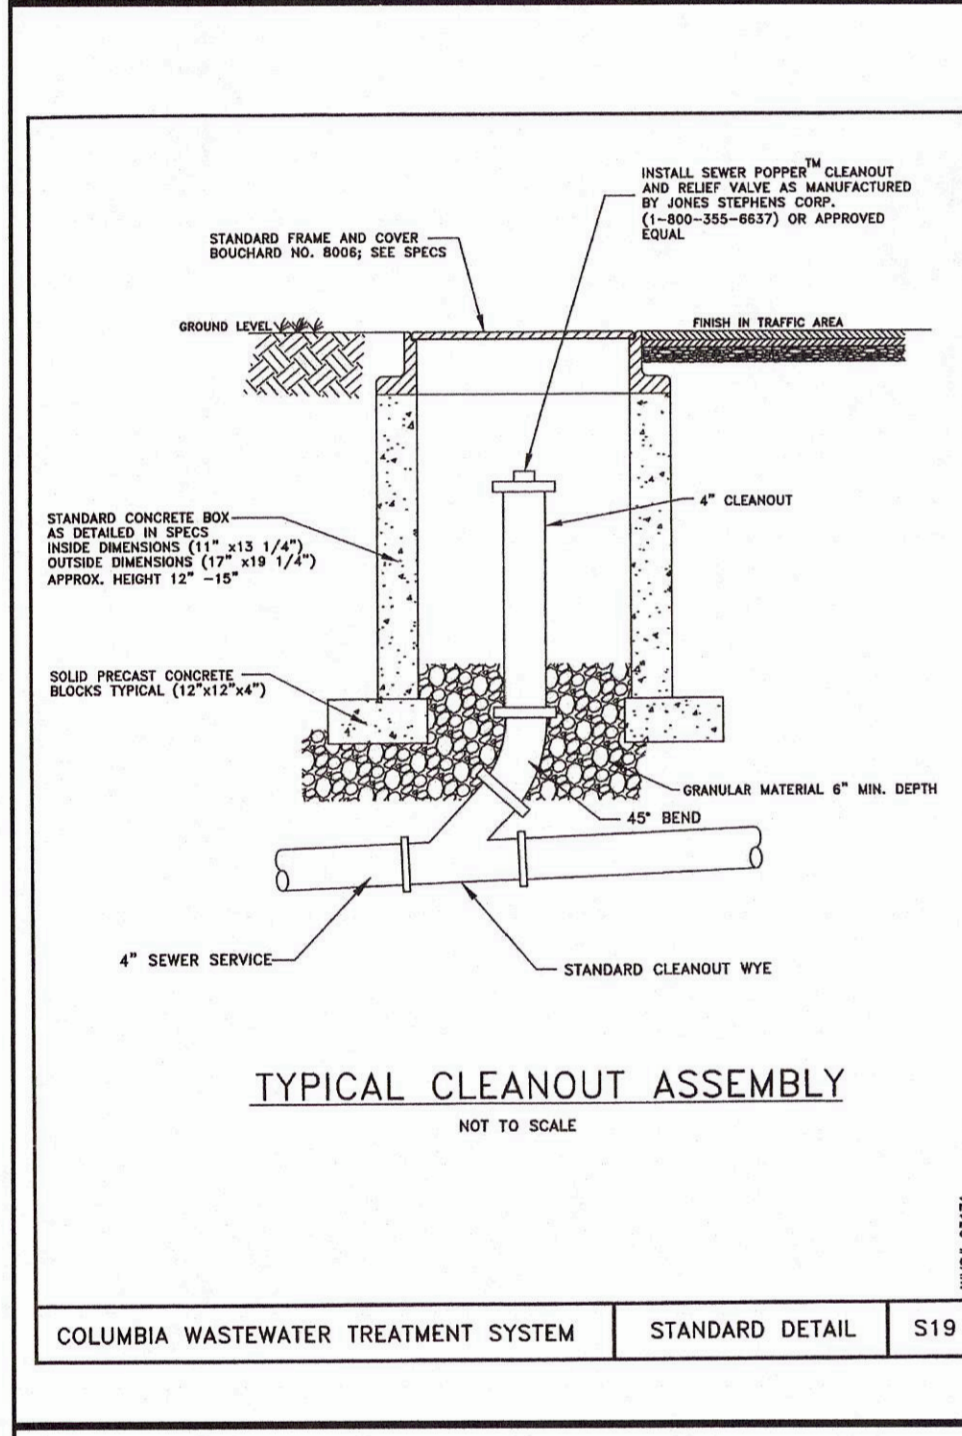 INSTALL SEWER POPPER™ CLEANOUT
AND RELIEF VALVE AS MANUFACTURED
BY JONES STEPHENS CORP.
(1-800-355-6637) OR APPROVED
EQUAL
STANDARD FRAME AND COVER
BOUCHARD NO. 8006; SEE SPECS
GROUND LEVEL
FINISH IN TRAFFIC AREA
4" CLEANOUT
STANDARD CONCRETE BOX
AS DETAILED IN SPECS
INSIDE DIMENSIONS (11" x13 1/4")
OUTSIDE DIMENSIONS (17" x19 1/4")
APPROX. HEIGHT 12" -15"
SOLID PRECAST CONCRETE
BLOCKS TYPICAL (12"x12"x4")
GRANULAR MATERIAL 6" MIN. DEPTH
45° BEND
4" SEWER SERVICE
STANDARD CLEANOUT WYE
TYPICAL CLEANOUT ASSEMBLY
NOT TO SCALE
COLUMBIA WASTEWATER TREATMENT SYSTEM
STANDARD DETAIL
S19